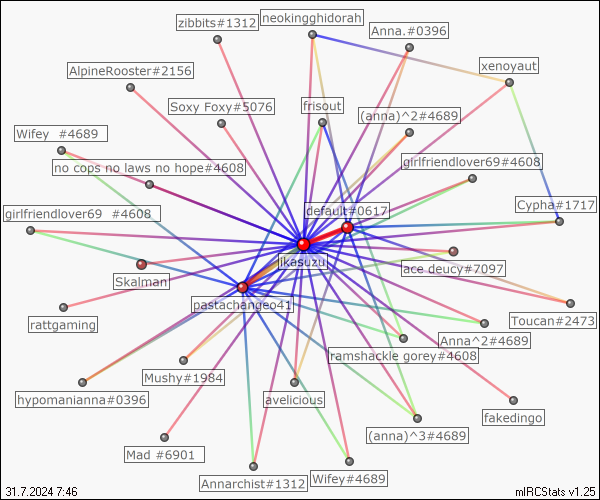 zibbits#1312
neokingghidorah
Anna.#0396
AlpineRooster#2156
xenoyaut
Soxy Foxy#5076
frisout
(anna)^2#4689
Wifey  #4689
no cops no laws no hope#4608
girlfriendlover69#4608
girlfriendlover69  #4608
default#0617
Cypha#1717
jikasuzu
Skalman
ace deucy#7097
pastachangeo41
rattgaming
Toucan#2473
Anna^2#4689
ramshackle gorey#4608
Mushy#1984
hypomanianna#0396
avelicious
fakedingo
(anna)^3#4689
Mad #6901
Annarchist#1312
Wifey#4689
31.7.2024 7:46
mIRCStats v1.25